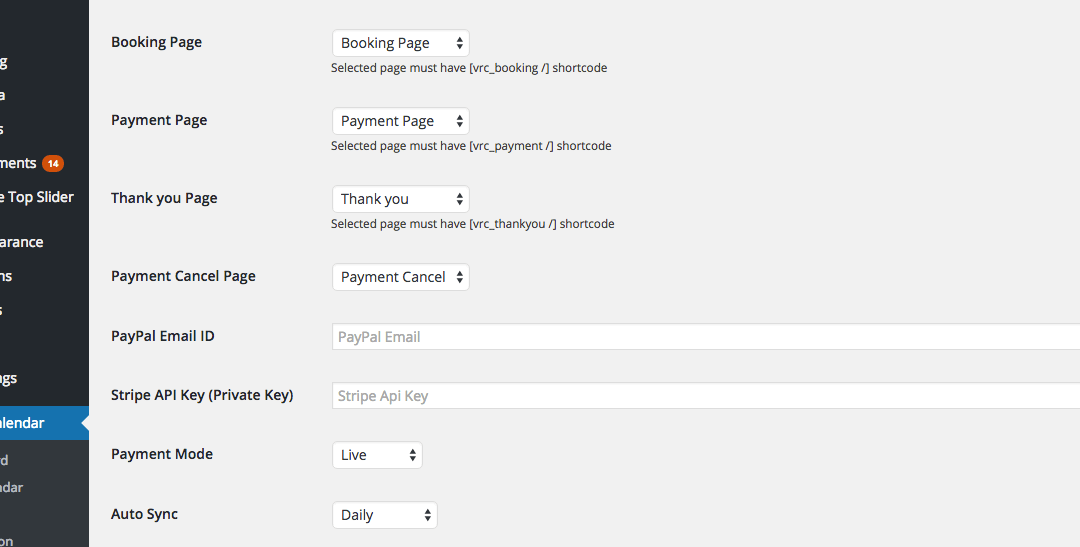 Booking Page
Booking Page
Selected page must have [vrc_booking /] shortcode
Payment Page
Payment Page
Selected page must have [vrc_payment /] shortcode
Thank you Page
Thank you
Selected page must have [vrc_thankyou /] shortcode
Payment Cancel Page
Payment Cancel
PayPal Email ID
PayPal Email
Stripe API Key (Private Key)
Stripe Api Key
Payment Mode
Live
Auto Sync
Daily
g
a
s
ments 14
e Top Slider
arance
ns
s
ngs
alendar
d
ndar
on